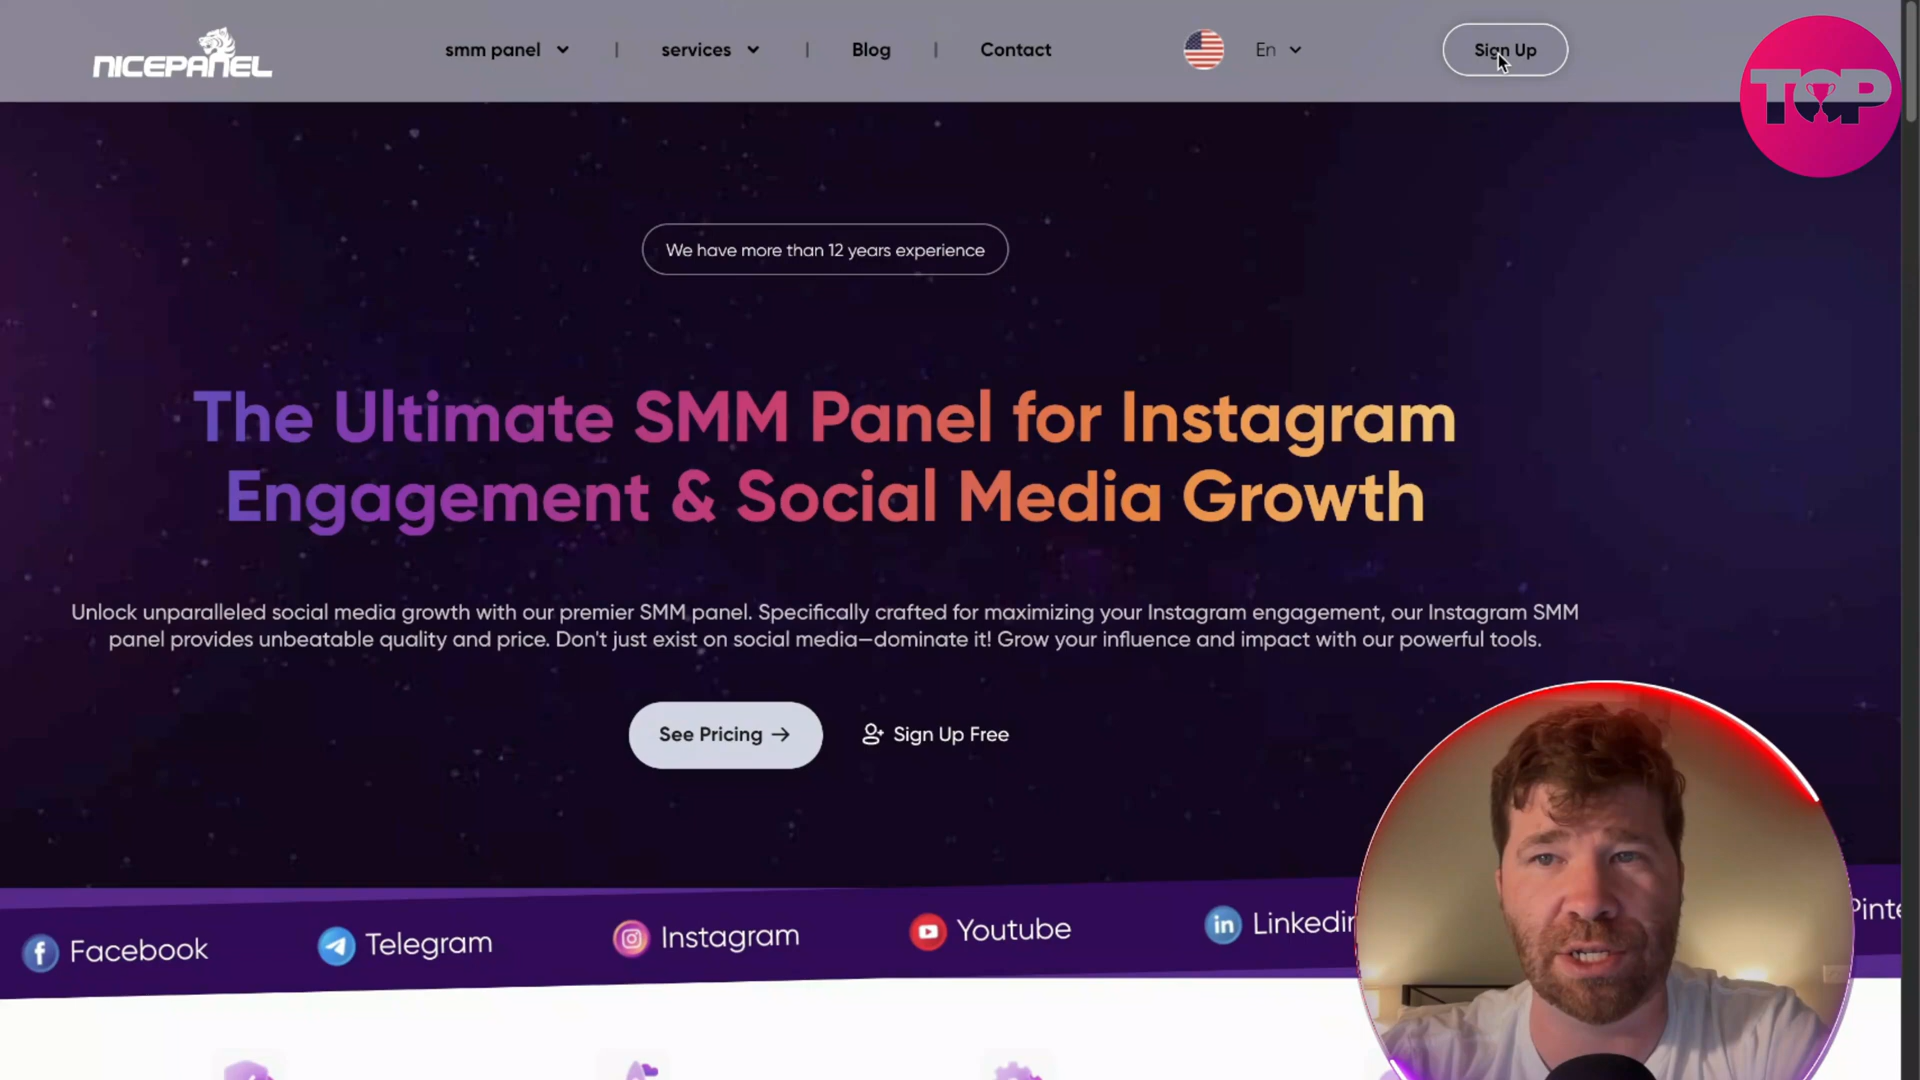 NICEPANEL
smm panel
services
Blog
Contact
En
Sign Up
TOP
We have more than 12 years experience
The Ultimate SMM Panel for Instagram
Engagement & Social Media Growth
Unlock unparalleled social media growth with our premier SMM panel. Specifically crafted for maximizing your Instagram engagement, our Instagram SMM
panel provides unbeatable quality and price. Don't just exist on social media—dominate it! Grow your influence and impact with our powerful tools.
See Pricing →
Sign Up Free
Facebook
Telegram
Instagram
Youtube
Linkedin
Pinte